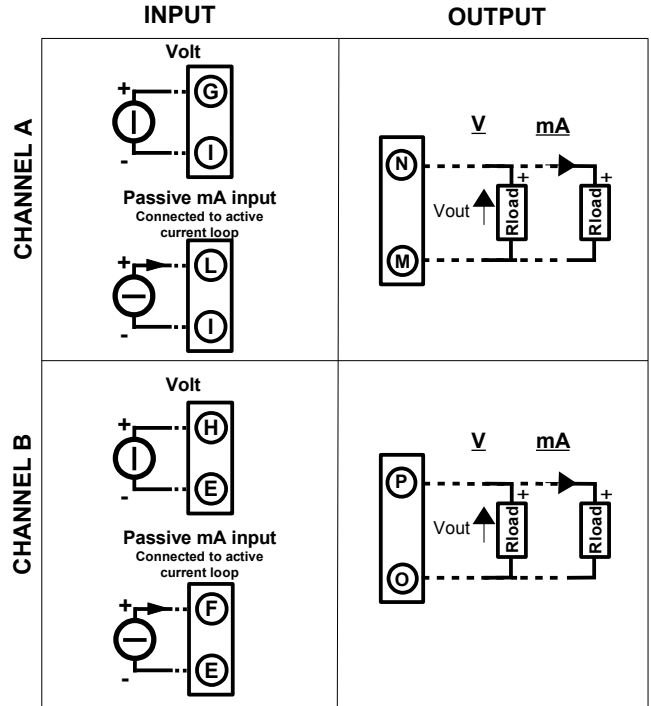 INPUT
OUTPUT
CHANNEL A
Volt
+
G
-
I
Passive mA input
Connected to active
current loop
+
L
-
I
V mA
N
+ +
Vout
Rload
Rload
M
CHANNEL B
Volt
+
H
-
E
Passive mA input
Connected to active
current loop
+
F
-
E
V mA
P
+ +
Vout
Rload
Rload
O